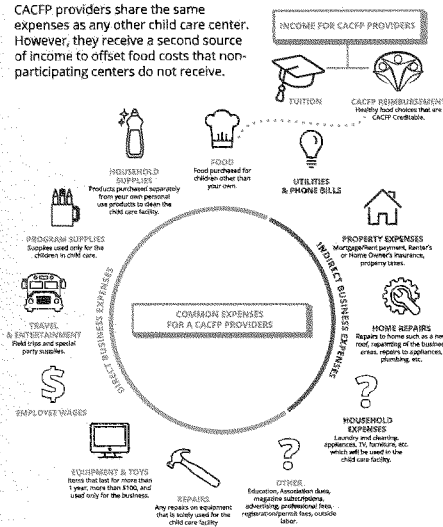 CACFP providers share the same
expenses as any other child care center.
However, they receive a second source
of income to offset food costs that non-
participating centers do not receive.
INCOME FOR CACFP PROVIDERS
TUITION
CACFP REIMBURSEMENT
Healthy food choices that are
CACFP Creditable.
FOOD
Food purchased for
children other than
your own.
HOUSEHOLD
SUPPLIES
Products purchased separately
from your own personal
use products to clean the
child care facility.
UTILITIES
& PHONE BILLS
PROGRAM SUPPLIES
Supplies used only for the
children in child care.
PROPERTY EXPENSES
Mortgage/Rent payment, Renter's
or Home Owner's insurance,
property taxes.
DIRECT BUSINESS EXPENSES
INDIRECT BUSINESS EXPENSES
COMMON EXPENSES
FOR A CACFP PROVIDERS
TRAVEL
& ENTERTAINMENT
Field trips and special
party supplies.
HOME REPAIRS
Repairs to home such as a new
roof, repainting of the business
areas, repairs to appliances,
plumbing, etc.
$
EMPLOYEE WAGES
?
HOUSEHOLD
EXPENSES
Laundry and cleaning,
appliances, TV, furniture, etc.
which will be used in the
child care facility.
EQUIPMENT & TOYS
Items that last for more than
1 year, more than $100, and
used only for the business.
REPAIRS
Any repairs on equipment
that is solely used for the
child care facility
?
OTHER
Education, Association dues,
magazine subscriptions,
advertising, professional fees,
registration/permit fees, outside
labor.